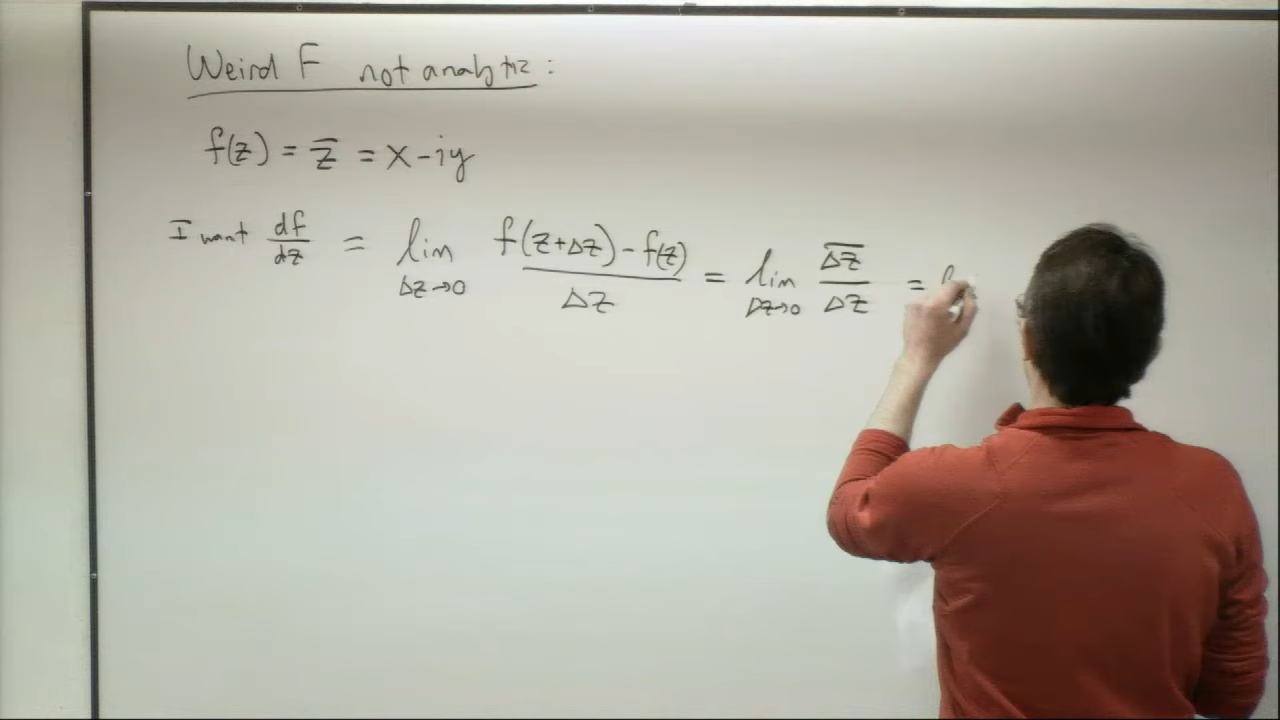 Weird F not analytic:
f(z) = z̅ = x - iy
I want df/dz = lim Δz→0 f(z+Δz) - f(z) / Δz = lim Δz→0 Δz̅ / Δz =